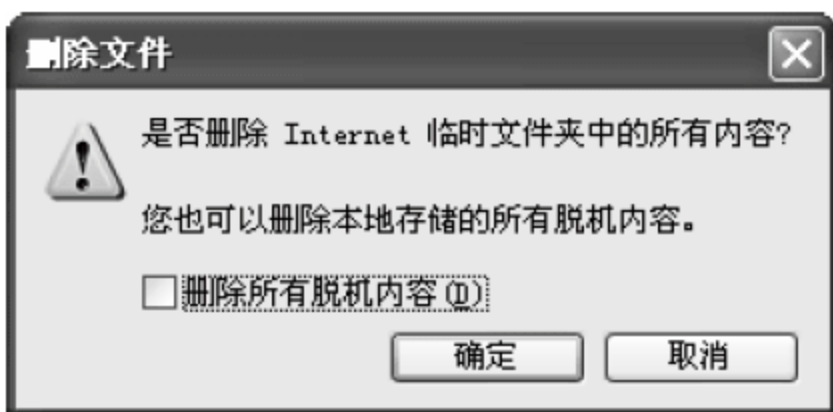 删除文件
是否删除 Internet 临时文件夹中的所有内容?
您也可以删除本地存储的所有脱机内容。
删除所有脱机内容(D)
确定 取消